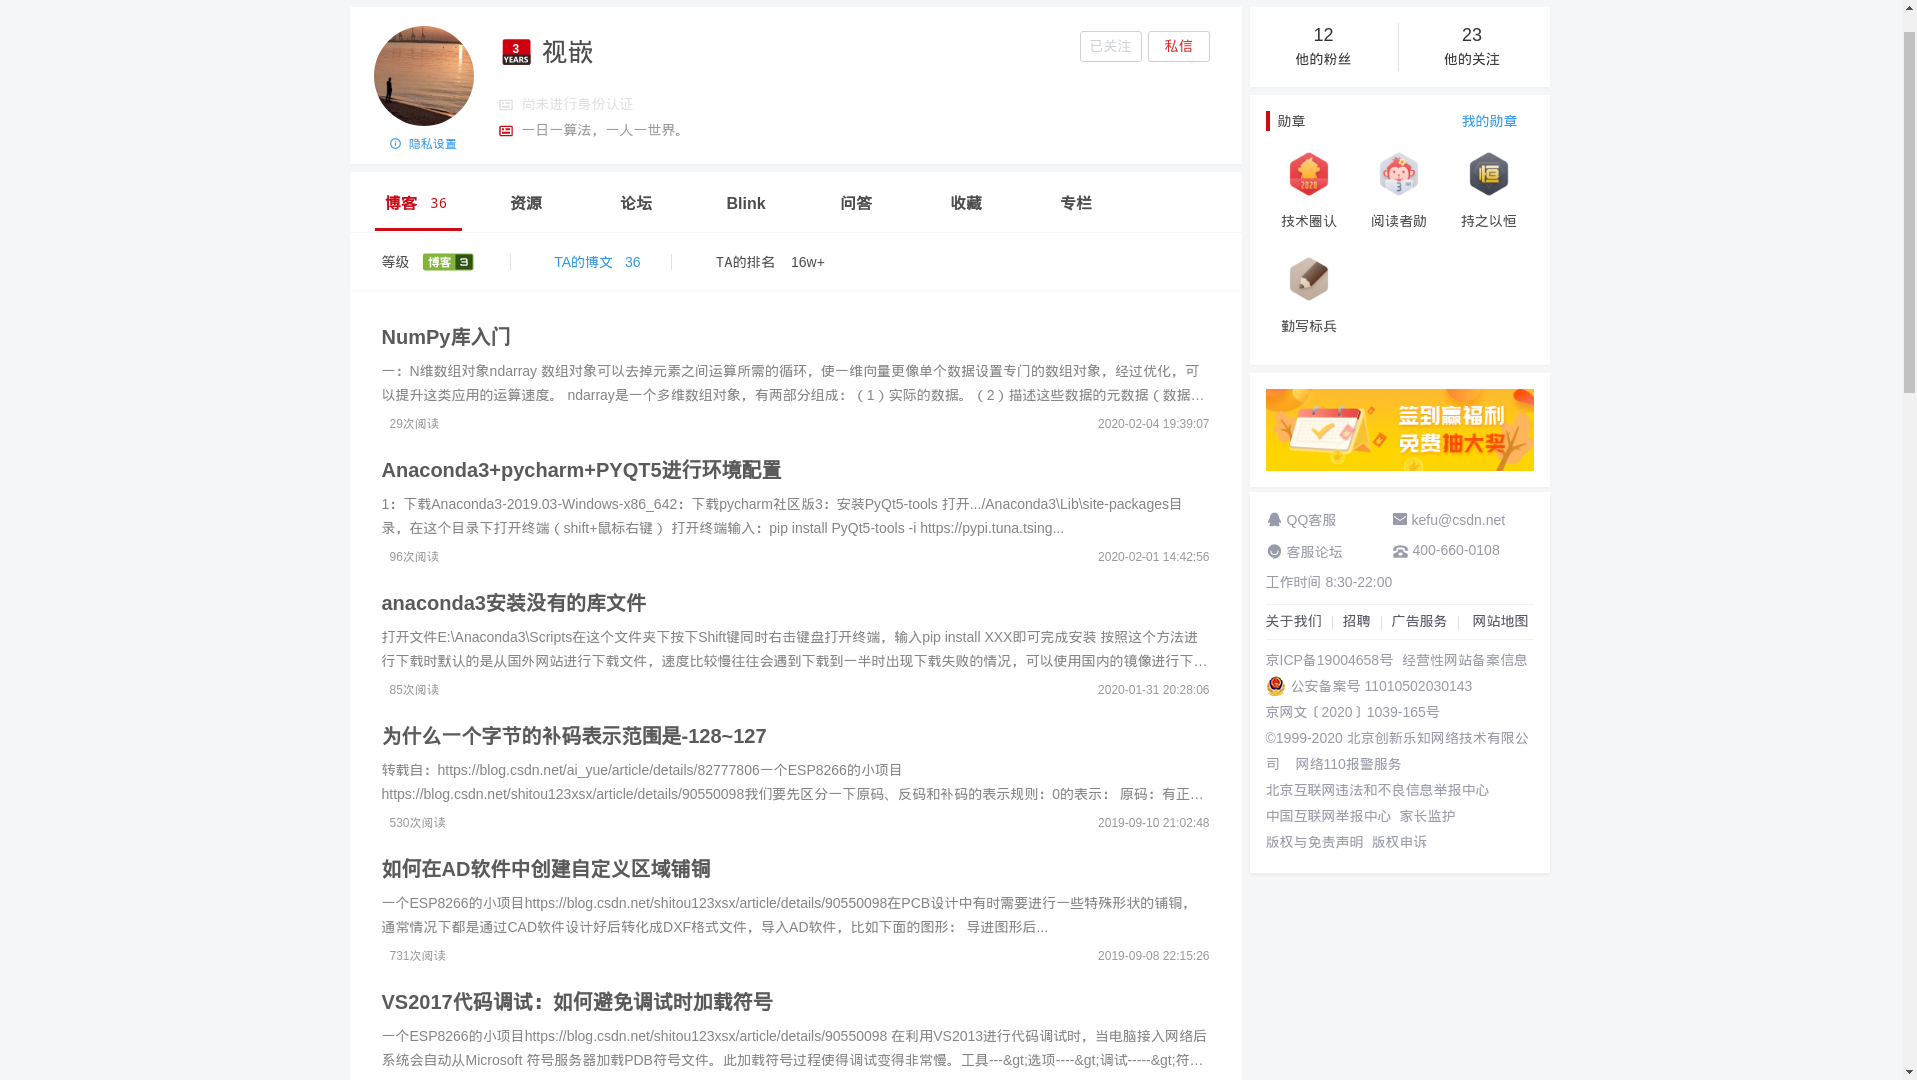 3
YEARS
视嵌
已关注
私信
尚未进行身份认证
一日一算法，一人一世界。
隐私设置
博客 36
资源
论坛
Blink
问答
收藏
专栏
等级 博客 3
TA的博文 36
TA的排名 16w+
NumPy库入门
一：N维数组对象ndarray 数组对象可以去掉元素之间运算所需的循环，使一维向量更像单个数据设置专门的数组对象，经过优化，可
以提升这类应用的运算速度。 ndarray是一个多维数组对象，有两部分组成：（1）实际的数据。（2）描述这些数据的元数据（数据...
29次阅读
2020-02-04 19:39:07
Anaconda3+pycharm+PYQT5进行环境配置
1：下载Anaconda3-2019.03-Windows-x86_642：下载pycharm社区版3：安装PyQt5-tools 打开.../Anaconda3\Lib\site-packages目
录，在这个目录下打开终端（shift+鼠标右键） 打开终端输入：pip install PyQt5-tools -i https://pypi.tuna.tsing...
96次阅读
2020-02-01 14:42:56
anaconda3安装没有的库文件
打开文件E:\Anaconda3\Scripts在这个文件夹下按下Shift键同时右击键盘打开终端，输入pip install XXX即可完成安装 按照这个方法进
行下载时默认的是从国外网站进行下载文件，速度比较慢往往会遇到下载到一半时出现下载失败的情况，可以使用国内的镜像进行下...
85次阅读
2020-01-31 20:28:06
为什么一个字节的补码表示范围是-128~127
转载自：https://blog.csdn.net/ai_yue/article/details/82777806一个ESP8266的小项目
https://blog.csdn.net/shitou123xsx/article/details/90550098我们要先区分一下原码、反码和补码的表示规则：0的表示： 原码：有正...
530次阅读
2019-09-10 21:02:48
如何在AD软件中创建自定义区域铺铜
一个ESP8266的小项目https://blog.csdn.net/shitou123xsx/article/details/90550098在PCB设计中有时需要进行一些特殊形状的铺铜，
通常情况下都是通过CAD软件设计好后转化成DXF格式文件，导入AD软件，比如下面的图形： 导进图形后...
731次阅读
2019-09-08 22:15:26
VS2017代码调试：如何避免调试时加载符号
一个ESP8266的小项目https://blog.csdn.net/shitou123xsx/article/details/90550098 在利用VS2013进行代码调试时，当电脑接入网络后
系统会自动从Microsoft 符号服务器加载PDB符号文件。此加载符号过程使得调试变得非常慢。工具---&gt;选项----&gt;调试-----&gt;符...
12
他的粉丝
23
他的关注
勋章
我的勋章
2020
3
恒
技术圈认
阅读者勋
持之以恒
勤写标兵
签到赢福利
免费抽大奖
QQ客服
kefu@csdn.net
客服论坛
400-660-0108
工作时间 8:30-22:00
关于我们
招聘
广告服务
网站地图
京ICP备19004658号 经营性网站备案信息
公安备案号 11010502030143
京网文〔2020〕1039-165号
©1999-2020 北京创新乐知网络技术有限公
司 网络110报警服务
北京互联网违法和不良信息举报中心
中国互联网举报中心 家长监护
版权与免责声明 版权申诉